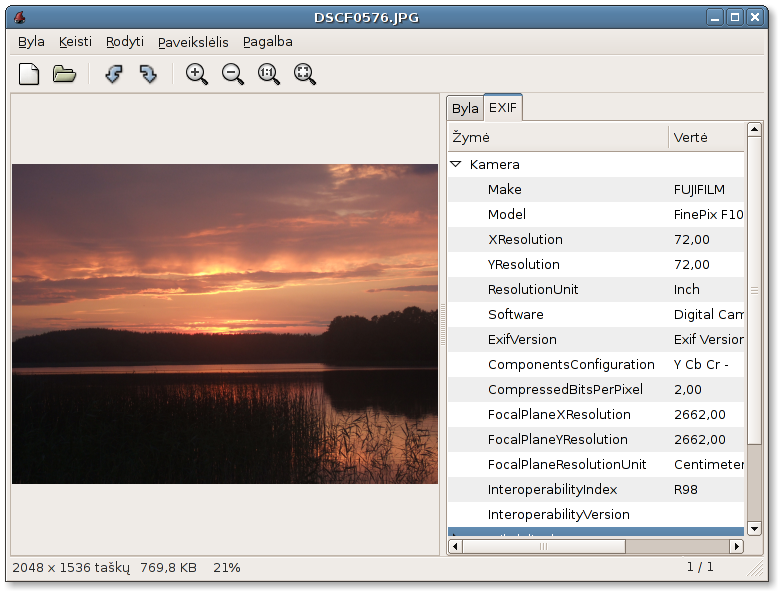 DSCF0576.JPG
Byla Keisti Rodyti Paveikslėlis Pagalba
1:1
Byla EXIF
Žymė Vertė
Kamera
Make FUJIFILM
Model FinePix F10
XResolution 72,00
YResolution 72,00
ResolutionUnit Inch
Software Digital Cam
ExifVersion Exif Version
ComponentsConfiguration Y Cb Cr -
CompressedBitsPerPixel 2,00
FocalPlaneXResolution 2662,00
FocalPlaneYResolution 2662,00
FocalPlaneResolutionUnit Centimeter
InteroperabilityIndex R98
InteroperabilityVersion
2048 x 1536 taškų 769,8 KB 21% 1 / 1